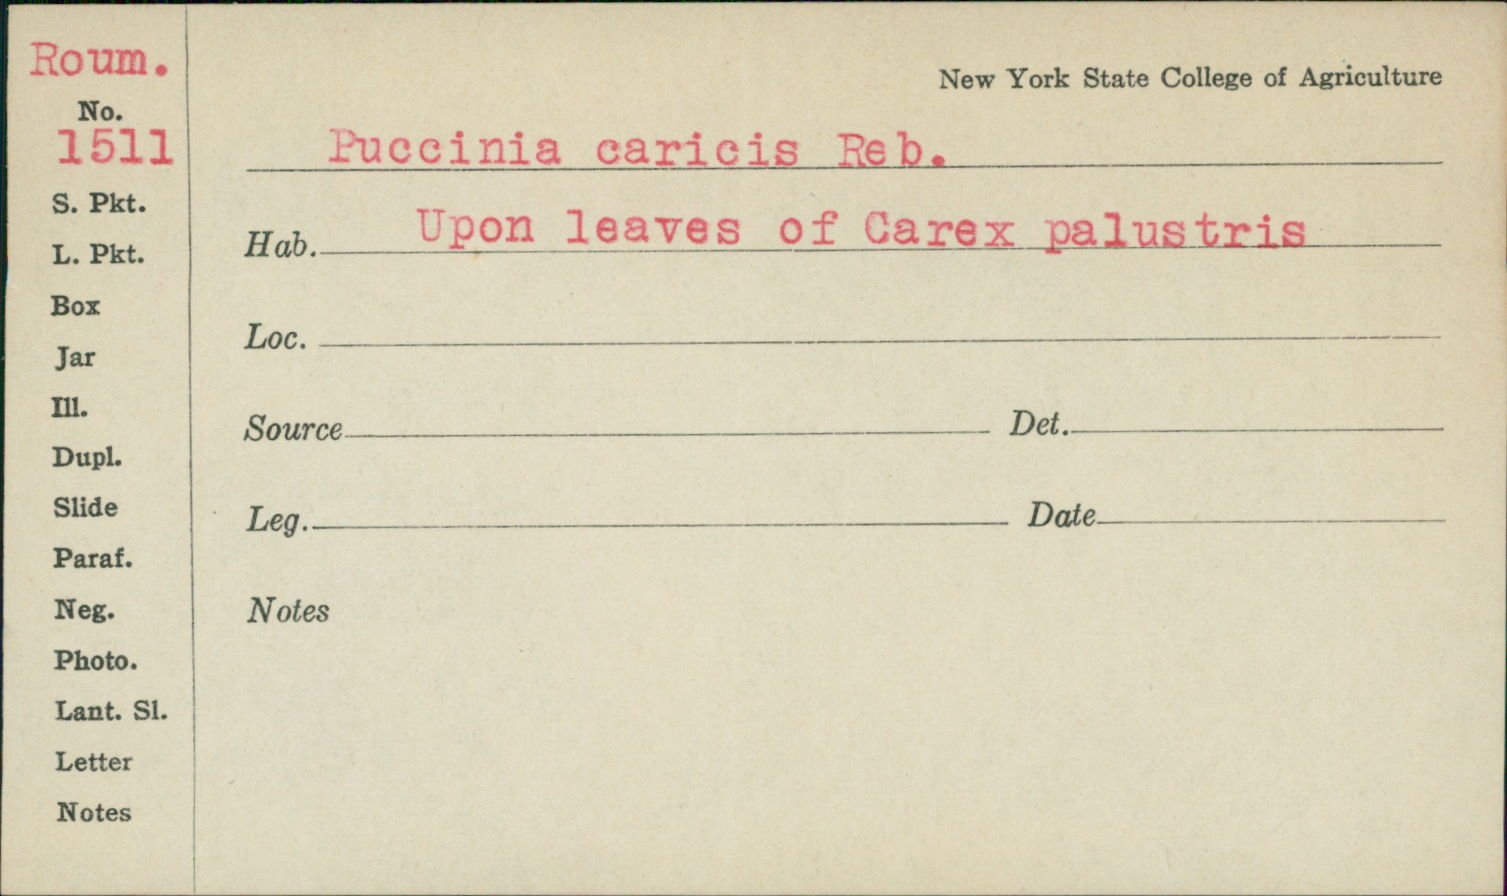 Roum.
No.
1511
S. Pkt.
L. Pkt.
Box
Jar
Ill.
Dupl.
Slide
Paraf.
Neg.
Photo.
Lant. Sl.
Letter
Notes
New York State College of Agriculture
Puccinia caricis Reb.
Hab. Upon leaves of Carex palustris
Loc.
Source Det.
Leg. Date
Notes